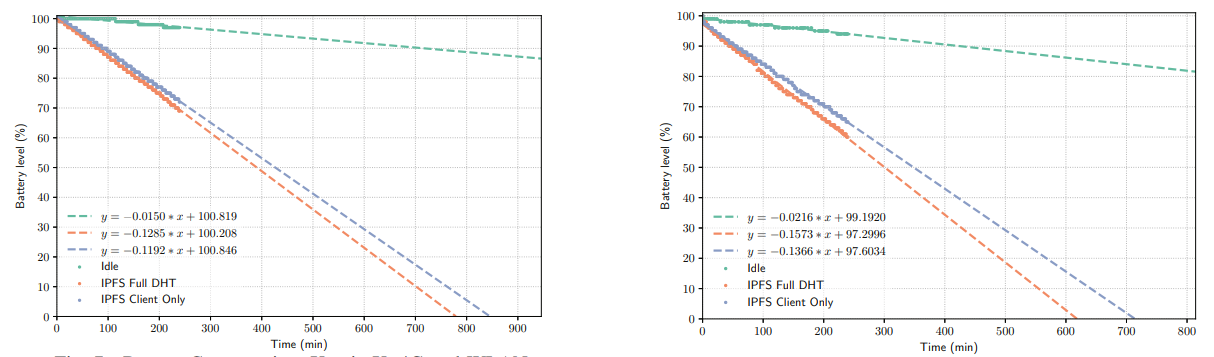 100
90
80
70
60
50
40
30
20
10
0
Battery level (%)
y = −0.0150 * x + 100.819
y = −0.1285 * x + 100.208
y = −0.1192 * x + 100.846
Idle
IPFS Full DHT
IPFS Client Only
0 100 200 300 400 500 600 700 800 900
Time (min)
100
90
80
70
60
50
40
30
20
10
0
Battery level (%)
y = −0.0216 * x + 99.1920
y = −0.1573 * x + 97.2996
y = −0.1366 * x + 97.6034
Idle
IPFS Full DHT
IPFS Client Only
0 100 200 300 400 500 600 700 800
Time (min)